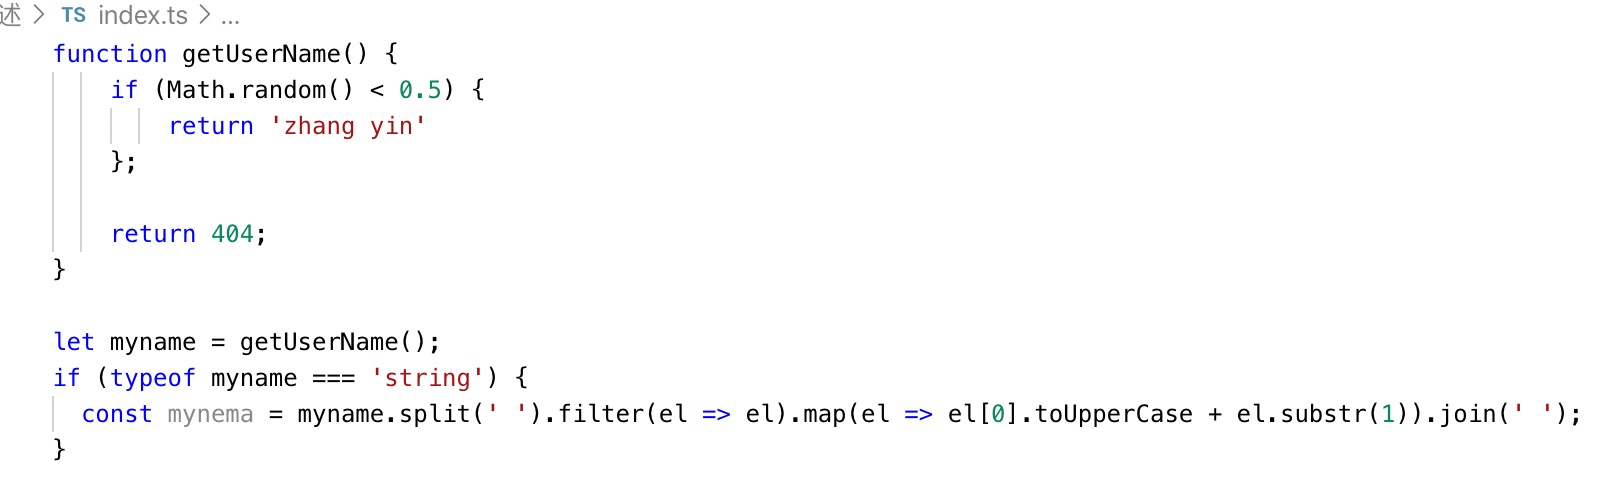 述 > TS index.ts > ...
function getUserName() {
    if (Math.random() < 0.5) {
        return 'zhang yin'
    };
    return 404;
}
let myname = getUserName();
if (typeof myname === 'string') {
  const mynema = myname.split(' ').filter(el => el).map(el => el[0].toUpperCase + el.substr(1)).join(' ');
}